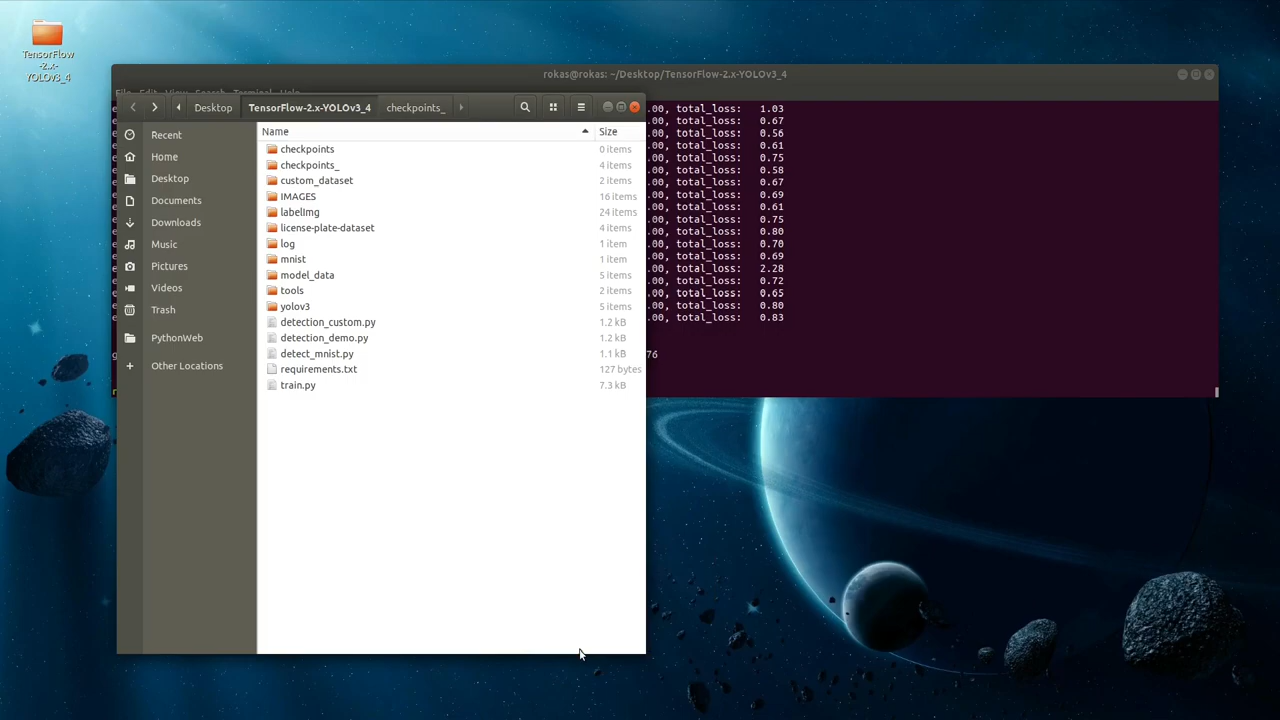 TensorFlow
-2.x-
YOLOv3_4
rokas@rokas: ~/Desktop/TensorFlow-2.x-YOLOv3_4
File Edit View Search Terminal Help
Desktop TensorFlow-2.x-YOLOv3_4 checkpoints_
Name Size
Recent
Home
Desktop
Documents
Downloads
Music
Pictures
Videos
Trash
PythonWeb
Other Locations
checkpoints 0 items
checkpoints_ 4 items
custom_dataset 2 items
IMAGES 16 items
labelImg 24 items
license-plate-dataset 4 items
log 1 item
mnist 1 item
model_data 5 items
tools 2 items
yolov3 5 items
detection_custom.py 1.2 kB
detection_demo.py 1.2 kB
detect_mnist.py 1.1 kB
requirements.txt 127 bytes
train.py 7.3 kB
.00, total_loss: 1.03
.00, total_loss: 0.67
.00, total_loss: 0.56
.00, total_loss: 0.61
.00, total_loss: 0.75
.00, total_loss: 0.58
.00, total_loss: 0.67
.00, total_loss: 0.69
.00, total_loss: 0.61
.00, total_loss: 0.75
.00, total_loss: 0.80
.00, total_loss: 0.70
.00, total_loss: 0.69
.00, total_loss: 2.28
.00, total_loss: 0.72
.00, total_loss: 0.65
.00, total_loss: 0.80
.00, total_loss: 0.83
76